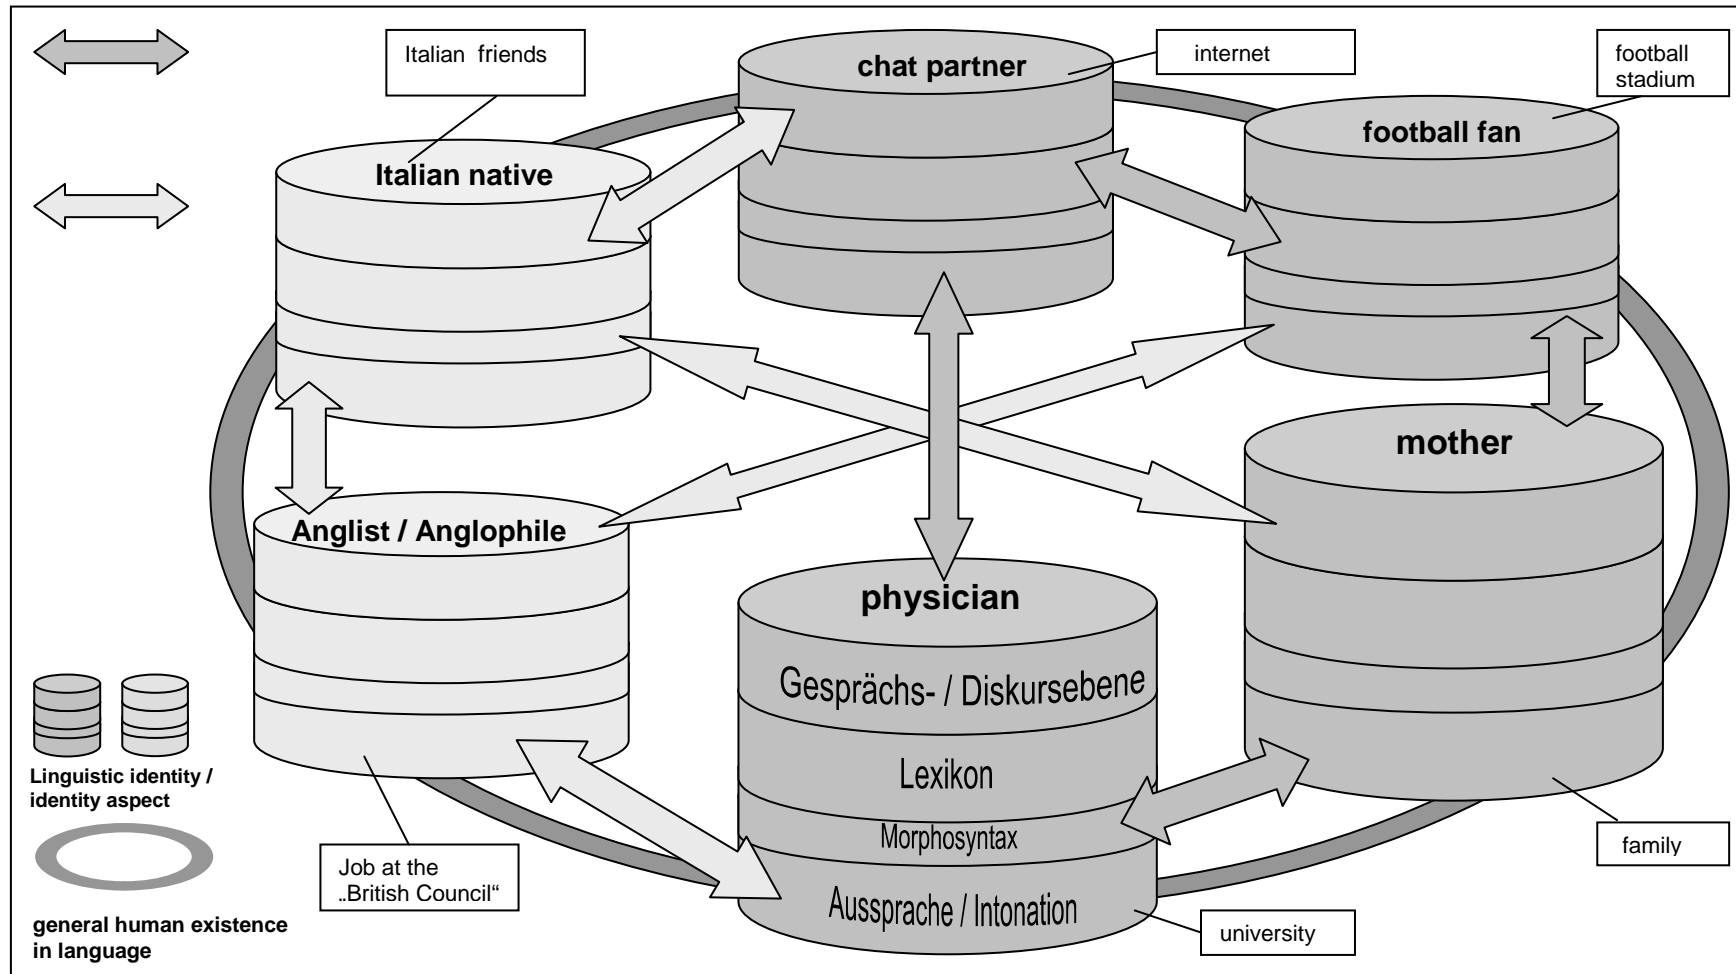 Italian friends
chat partner
internet
football
stadium
football fan
Italian native
mother
Anglist / Anglophile
physician
Gesprächs- / Diskursebene
Lexikon
Morphosyntax
Aussprache / Intonation
Linguistic identity /
identity aspect
general human existence
in language
Job at the
„British Council“
family
university